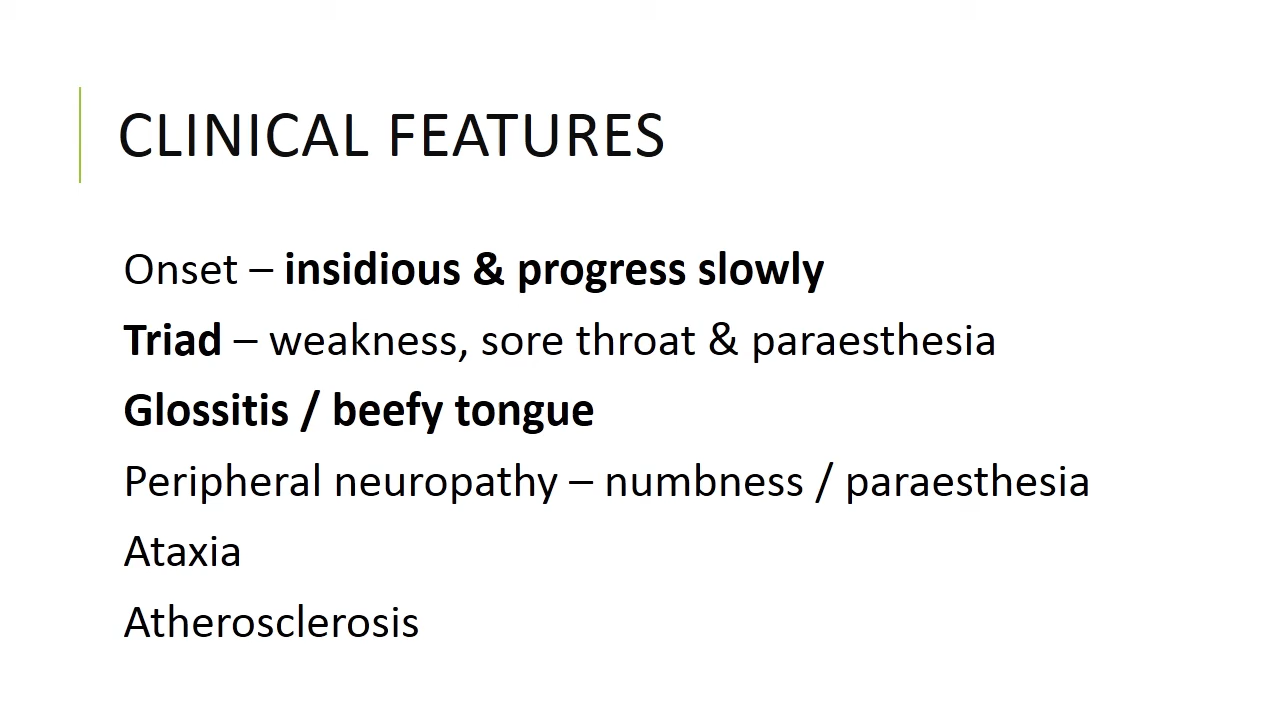 CLINICAL FEATURES
Onset – insidious & progress slowly
Triad – weakness, sore throat & paraesthesia
Glossitis / beefy tongue
Peripheral neuropathy – numbness / paraesthesia
Ataxia
Atherosclerosis